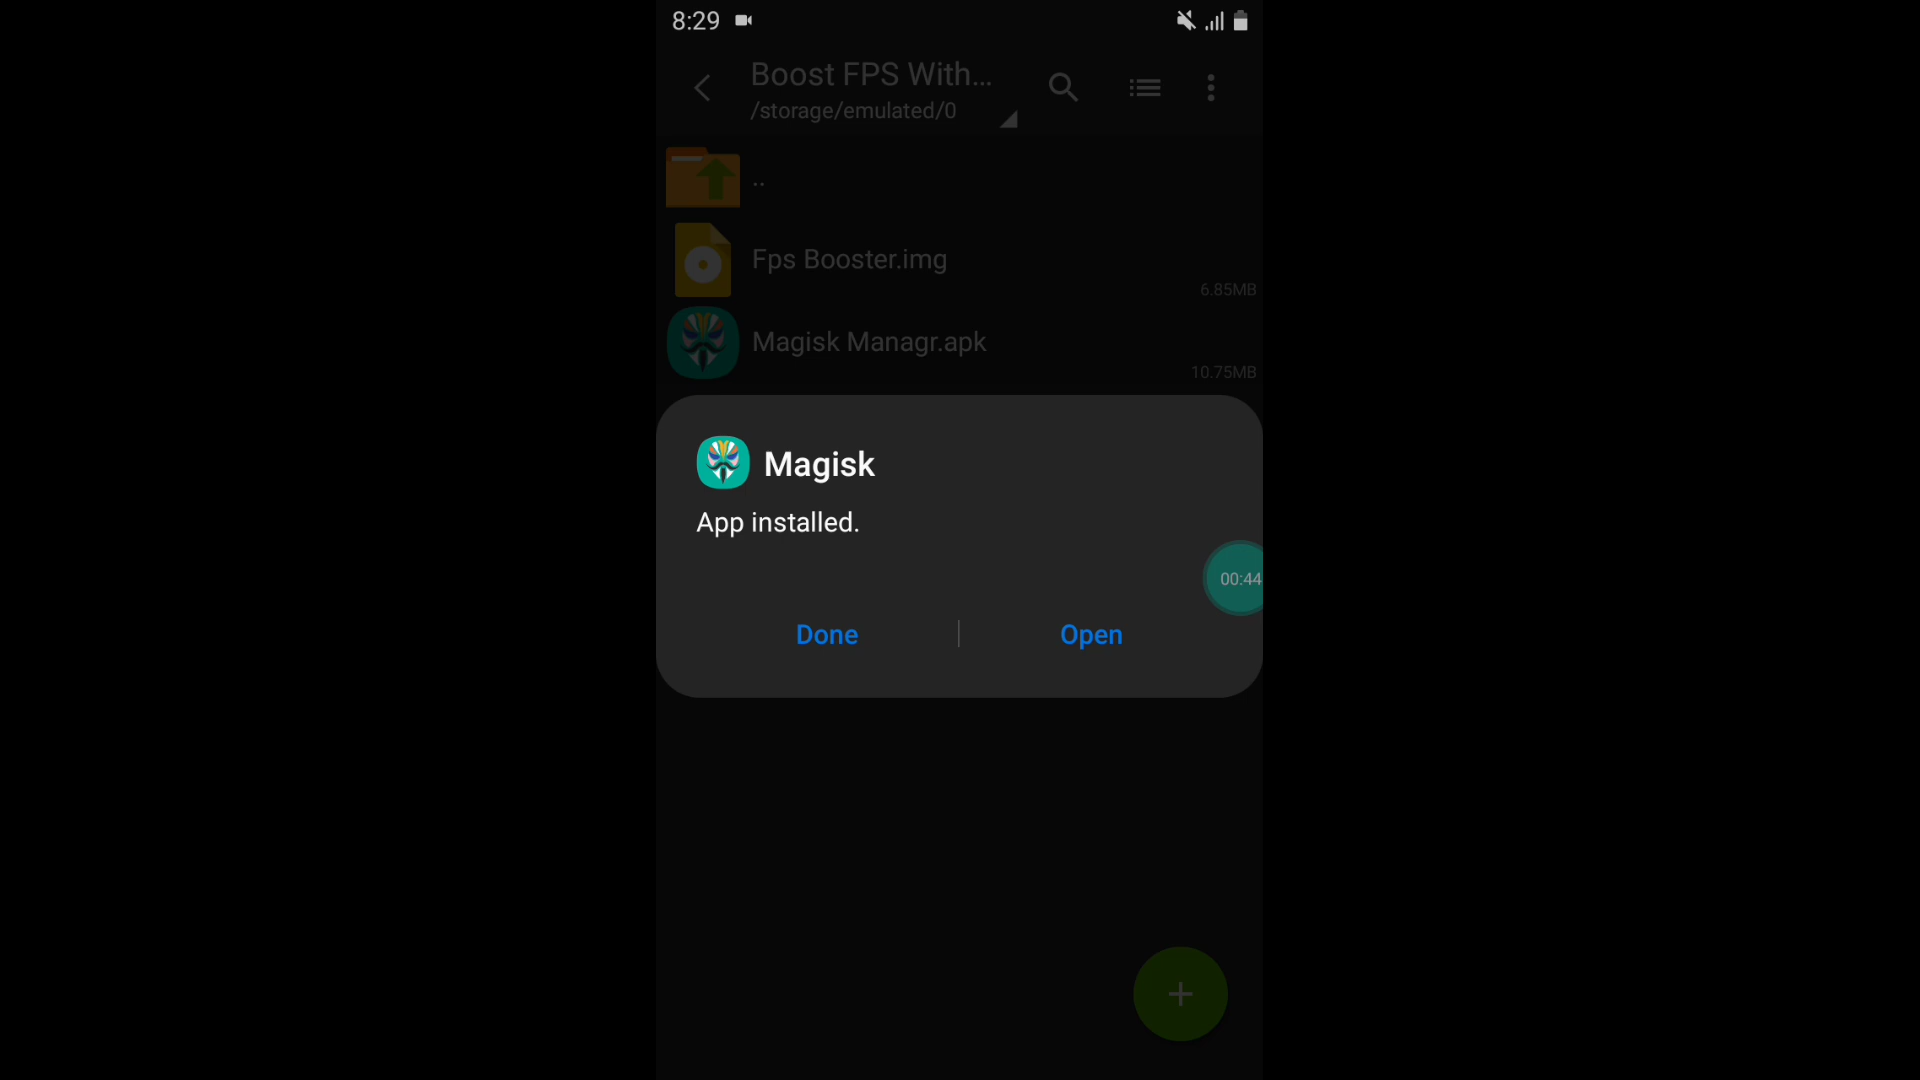 8:29
Boost FPS With...
/storage/emulated/0
..
Fps Booster.img
6.85MB
Magisk Managr.apk
10.75MB
Magisk
App installed.
00:44
Done
Open